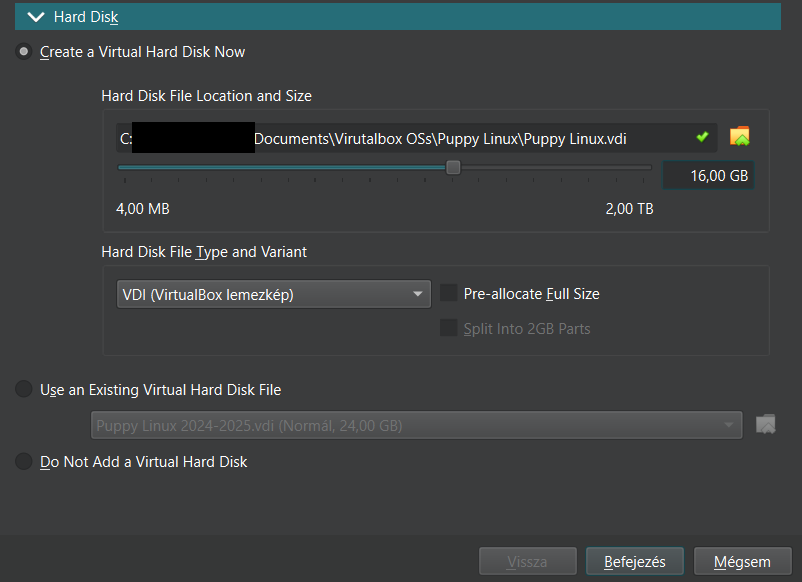 Hard Disk
Create a Virtual Hard Disk Now
Hard Disk File Location and Size
C: Documents\Virutalbox OSs\Puppy Linux\Puppy Linux.vdi
16,00 GB
4,00 MB 2,00 TB
Hard Disk File Type and Variant
VDI (VirtualBox lemezkép) Pre-allocate Full Size
Split Into 2GB Parts
Use an Existing Virtual Hard Disk File
Puppy Linux 2024-2025.vdi (Normál, 24,00 GB)
Do Not Add a Virtual Hard Disk
Vissza Befejezés Mégsem